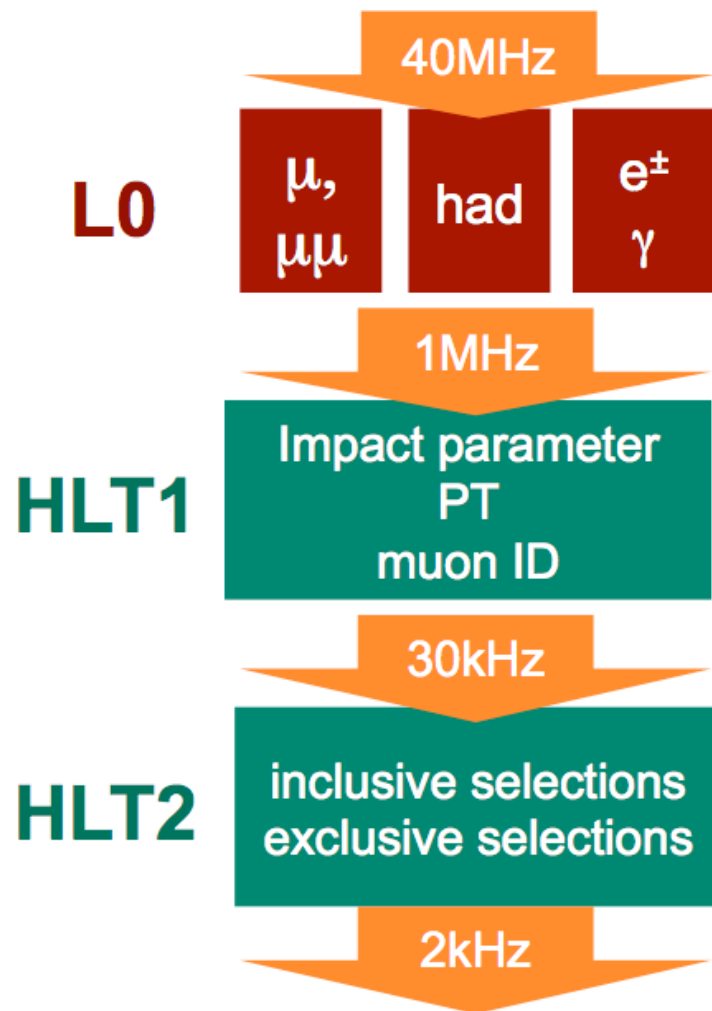 40MHz
L0
μ,
μμ
had
e±
γ
1MHz
HLT1
Impact parameter
PT
muon ID
30kHz
HLT2
inclusive selections
exclusive selections
2kHz